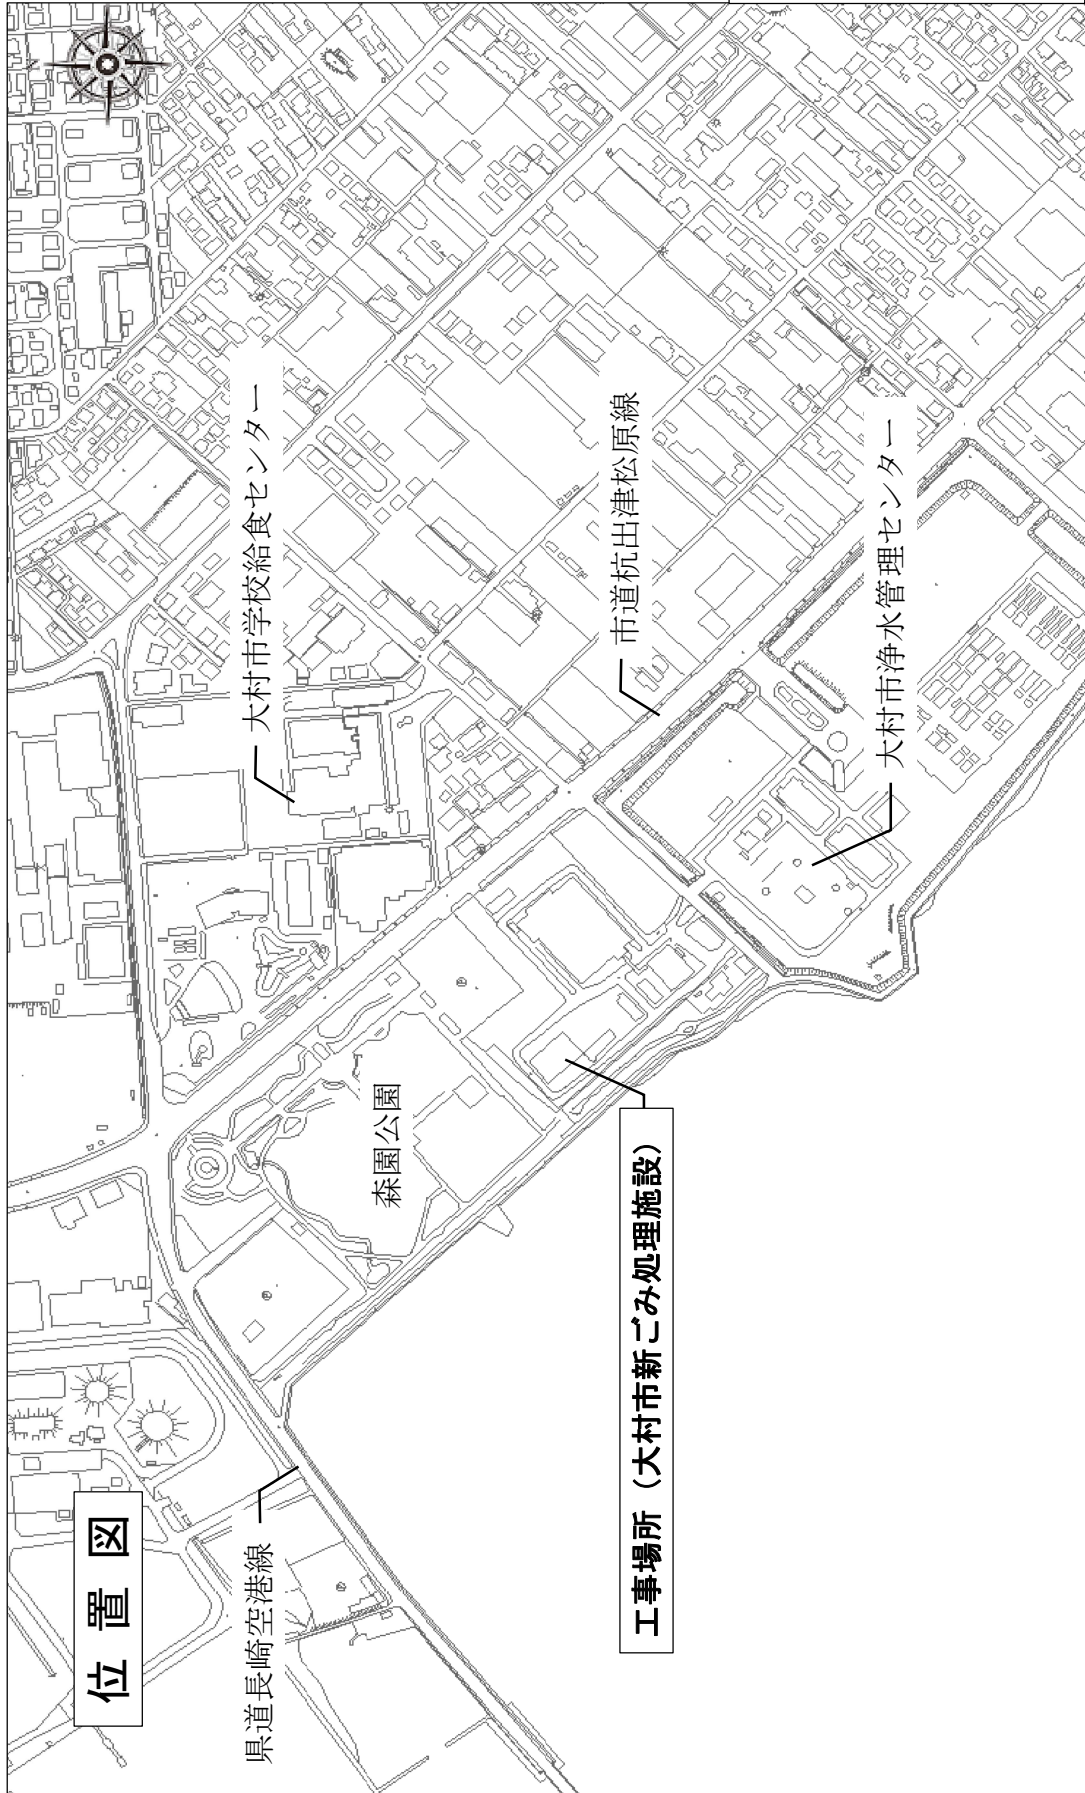 位置図
県道長崎空港線
大村市学校給食センター
森園公園
市道杭出津松原線
工事場所（大村市新ごみ処理施設）
大村市浄水管理センター